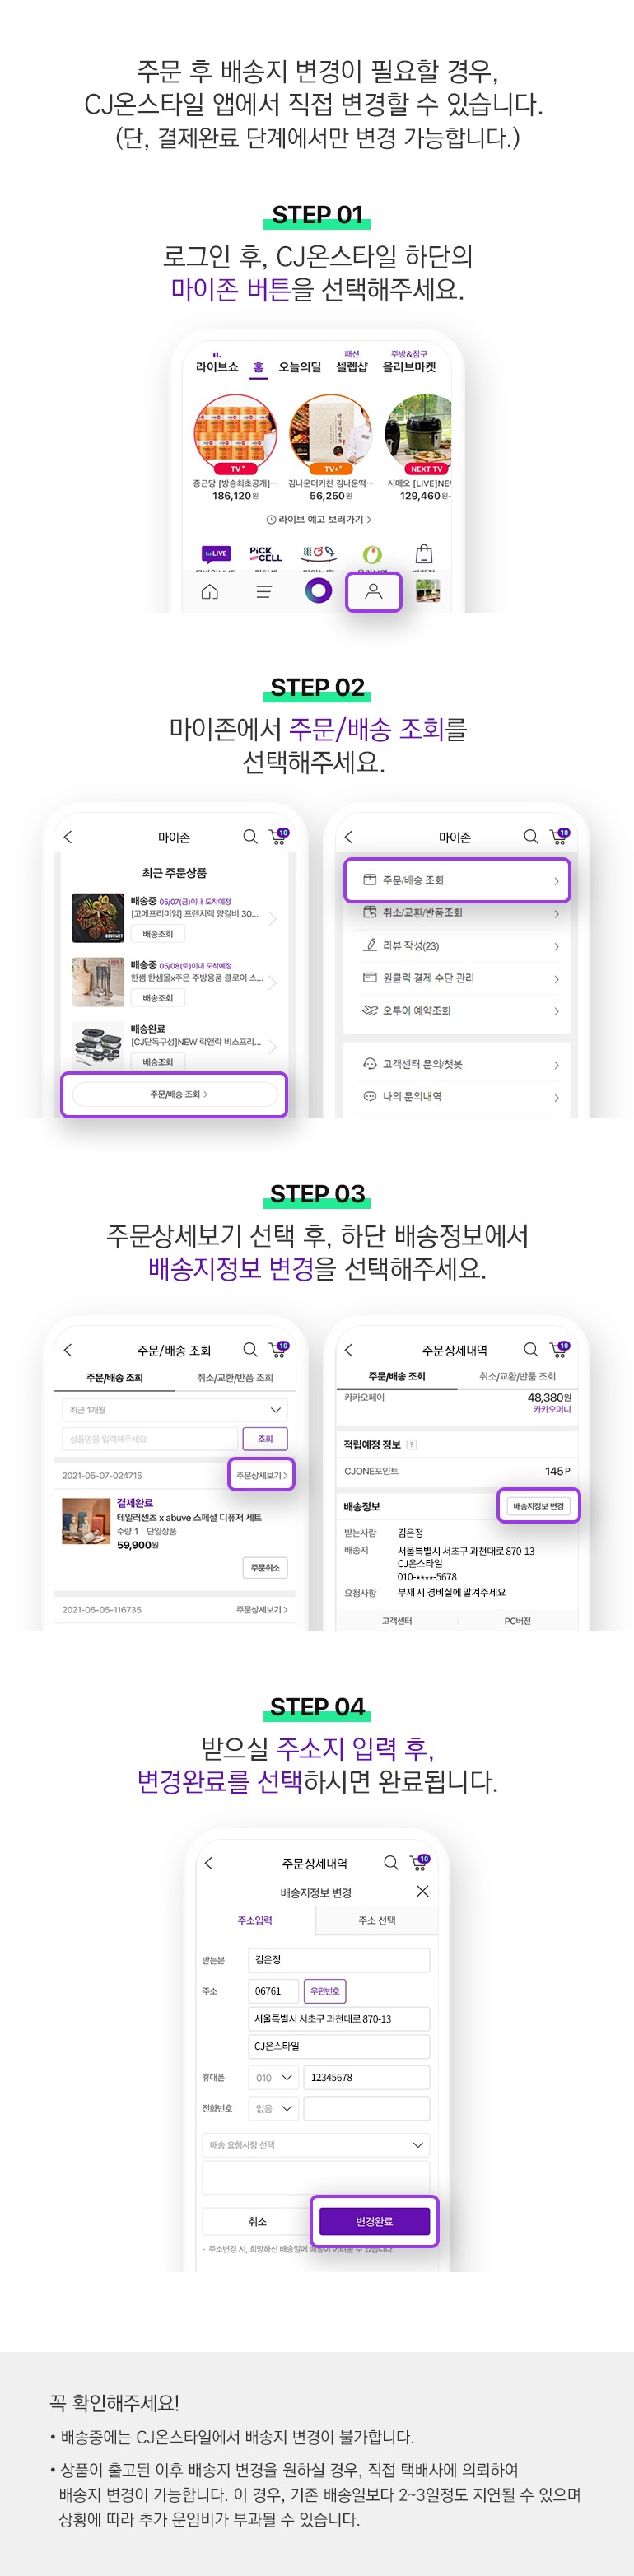 주문 후 배송지 변경이 필요할 경우,
CJ온스타일 앱에서 직접 변경할 수 있습니다.
(단, 결제완료 단계에서만 변경 가능합니다.)
STEP 01
로그인 후, CJ온스타일 하단의
마이존 버튼을 선택해주세요.
패션
주방&침구
라이브쇼 홈 오늘의딜 셀렙샵 올리브마켓
TV
TV+
NEXT TV
종근당 [방송최초공개]...
김나운더키친 김나운떡...
시메오 [LIVE]NE
186,120원
56,250원
129,460원~
라이브 예고 보러가기 >
LIVE
PiCK CELL
STEP 02
마이존에서 주문/배송 조회를
선택해주세요.
마이존
10
최근 주문상품
배송중 05/07(금)이내 도착예정
[고메프리미엄] 프렌치랙 양갈비 30...
배송조회
배송중 05/08(토)이내 도착예정
한샘 한샘몰x주은 주방용품 클로이 스...
배송조회
배송완료
[CJ단독구성]NEW 락앤락 비스프리...
배송조회
주문/배송 조회 >
마이존
10
주문/배송 조회
취소/교환/반품조회
리뷰 작성(23)
원클릭 결제 수단 관리
오투어 예약조회
고객센터 문의/챗봇
나의 문의내역
STEP 03
주문상세보기 선택 후, 하단 배송정보에서
배송지정보 변경을 선택해주세요.
주문/배송 조회
10
주문/배송 조회 취소/교환/반품 조회
최근 1개월
상품명을 입력해주세요 조회
2021-05-07-024715 주문상세보기 >
결제완료
테일러센츠 x abuve 스페셜 디퓨저 세트
수량 1 | 단일상품
59,900원
주문취소
2021-05-05-116735 주문상세보기 >
주문상세내역
10
주문/배송 조회 취소/교환/반품 조회
카카오페이 48,380원
카카오머니
적립예정 정보 ?
CJONE포인트 145 P
배송정보 배송지정보 변경
받는사람 김은정
배송지 서울특별시 서초구 과천대로 870-13
CJ온스타일
010-****-5678
요청사항 부재 시 경비실에 맡겨주세요
고객센터 PC버전
STEP 04
받으실 주소지 입력 후,
변경완료를 선택하시면 완료됩니다.
주문상세내역
10
배송지정보 변경
주소입력 주소 선택
받는분 김은정
주소 06761 우편번호
서울특별시 서초구 과천대로 870-13
CJ온스타일
휴대폰 010 12345678
전화번호 없음
배송 요청사항 선택
취소 변경완료
· 주소변경 시, 희망하신 배송일에
꼭 확인해주세요!
• 배송중에는 CJ온스타일에서 배송지 변경이 불가합니다.
• 상품이 출고된 이후 배송지 변경을 원하실 경우, 직접 택배사에 의뢰하여
배송지 변경이 가능합니다. 이 경우, 기존 배송일보다 2~3일정도 지연될 수 있으며
상황에 따라 추가 운임비가 부과될 수 있습니다.